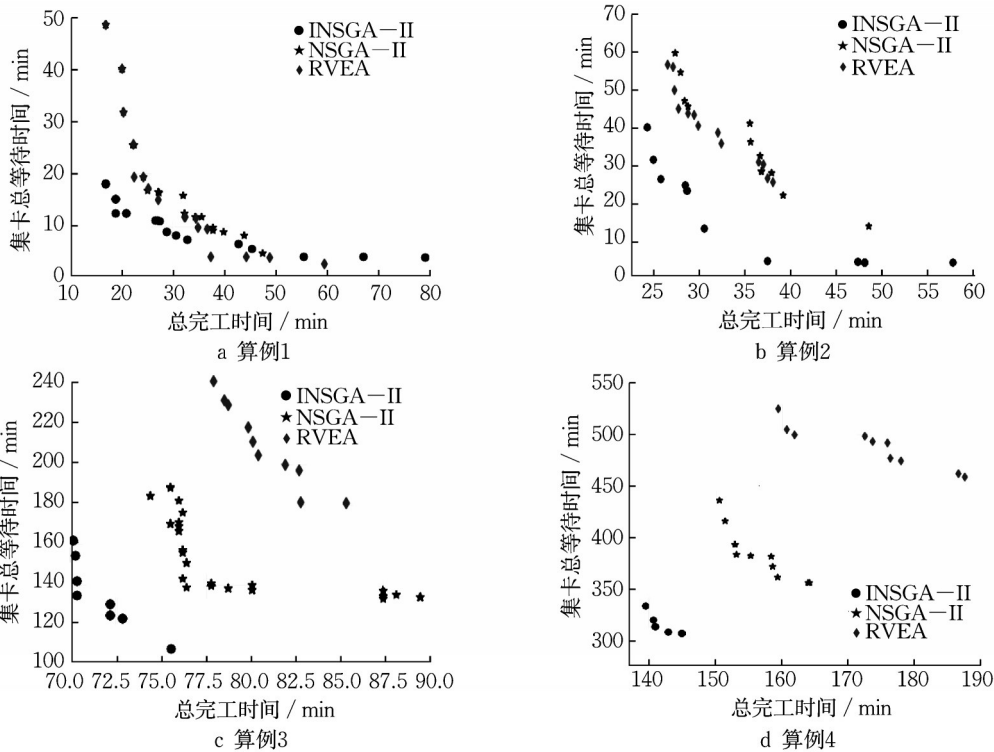 集卡总等待时间 / min
50
40
30
20
10
0
10 20 30 40 50 60 70 80
INSGA-II
NSGA-II
RVEA
总完工时间 / min
a 算例1
集卡总等待时间 / min
70
60
50
40
30
20
10
0
25 30 35 40 45 50 55 60
INSGA-II
NSGA-II
RVEA
总完工时间 / min
b 算例2
集卡总等待时间 / min
240
220
200
180
160
140
120
100
70.0 72.5 75.0 77.5 80.0 82.5 85.0 87.5 90.0
INSGA-II
NSGA-II
RVEA
总完工时间 / min
c 算例3
集卡总等待时间 / min
550
500
450
400
350
300
140 150 160 170 180 190
INSGA-II
NSGA-II
RVEA
总完工时间 / min
d 算例4